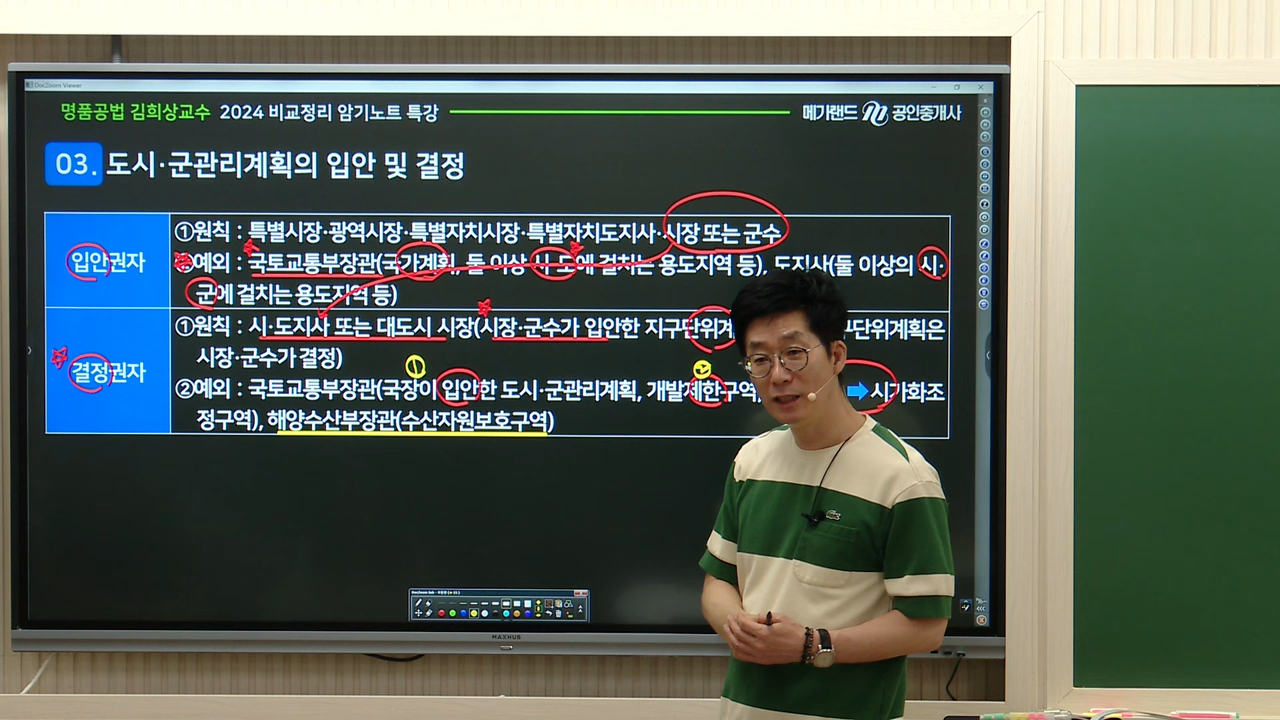 DocZoom Viewer
명품공법 김희상교수 2024 비교정리 암기노트 특강 메가랜드 공인중개사
03. 도시·군관리계획의 입안 및 결정
입안권자
①원칙 : 특별시장·광역시장·특별자치시장·특별자치도지사·시장 또는 군수
②예외 : 국토교통부장관(국가계획, 둘 이상 시·도에 걸치는 용도지역 등), 도지사(둘 이상의 시·
군에 걸치는 용도지역 등)
결정권자
①원칙 : 시·도지사 또는 대도시 시장(시장·군수가 입안한 지구단위계 구단위계획은
시장·군수가 결정)
②예외 : 국토교통부장관(국장이 입안한 도시·군관리계획, 개발제한구역, 시가화조
정구역), 해양수산부장관(수산자원보호구역)
MAXHUB